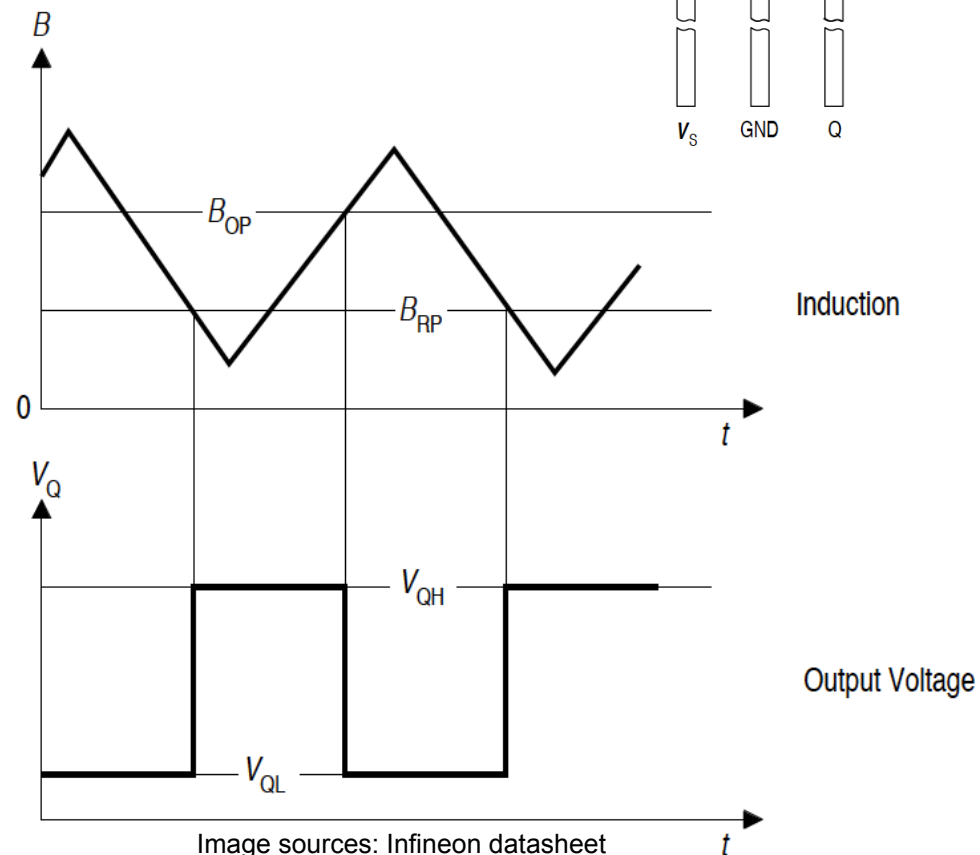 B
V_S GND Q
B_OP
B_RP
Induction
0
t
V_Q
V_QH
Output Voltage
V_QL
Image sources: Infineon datasheet
t